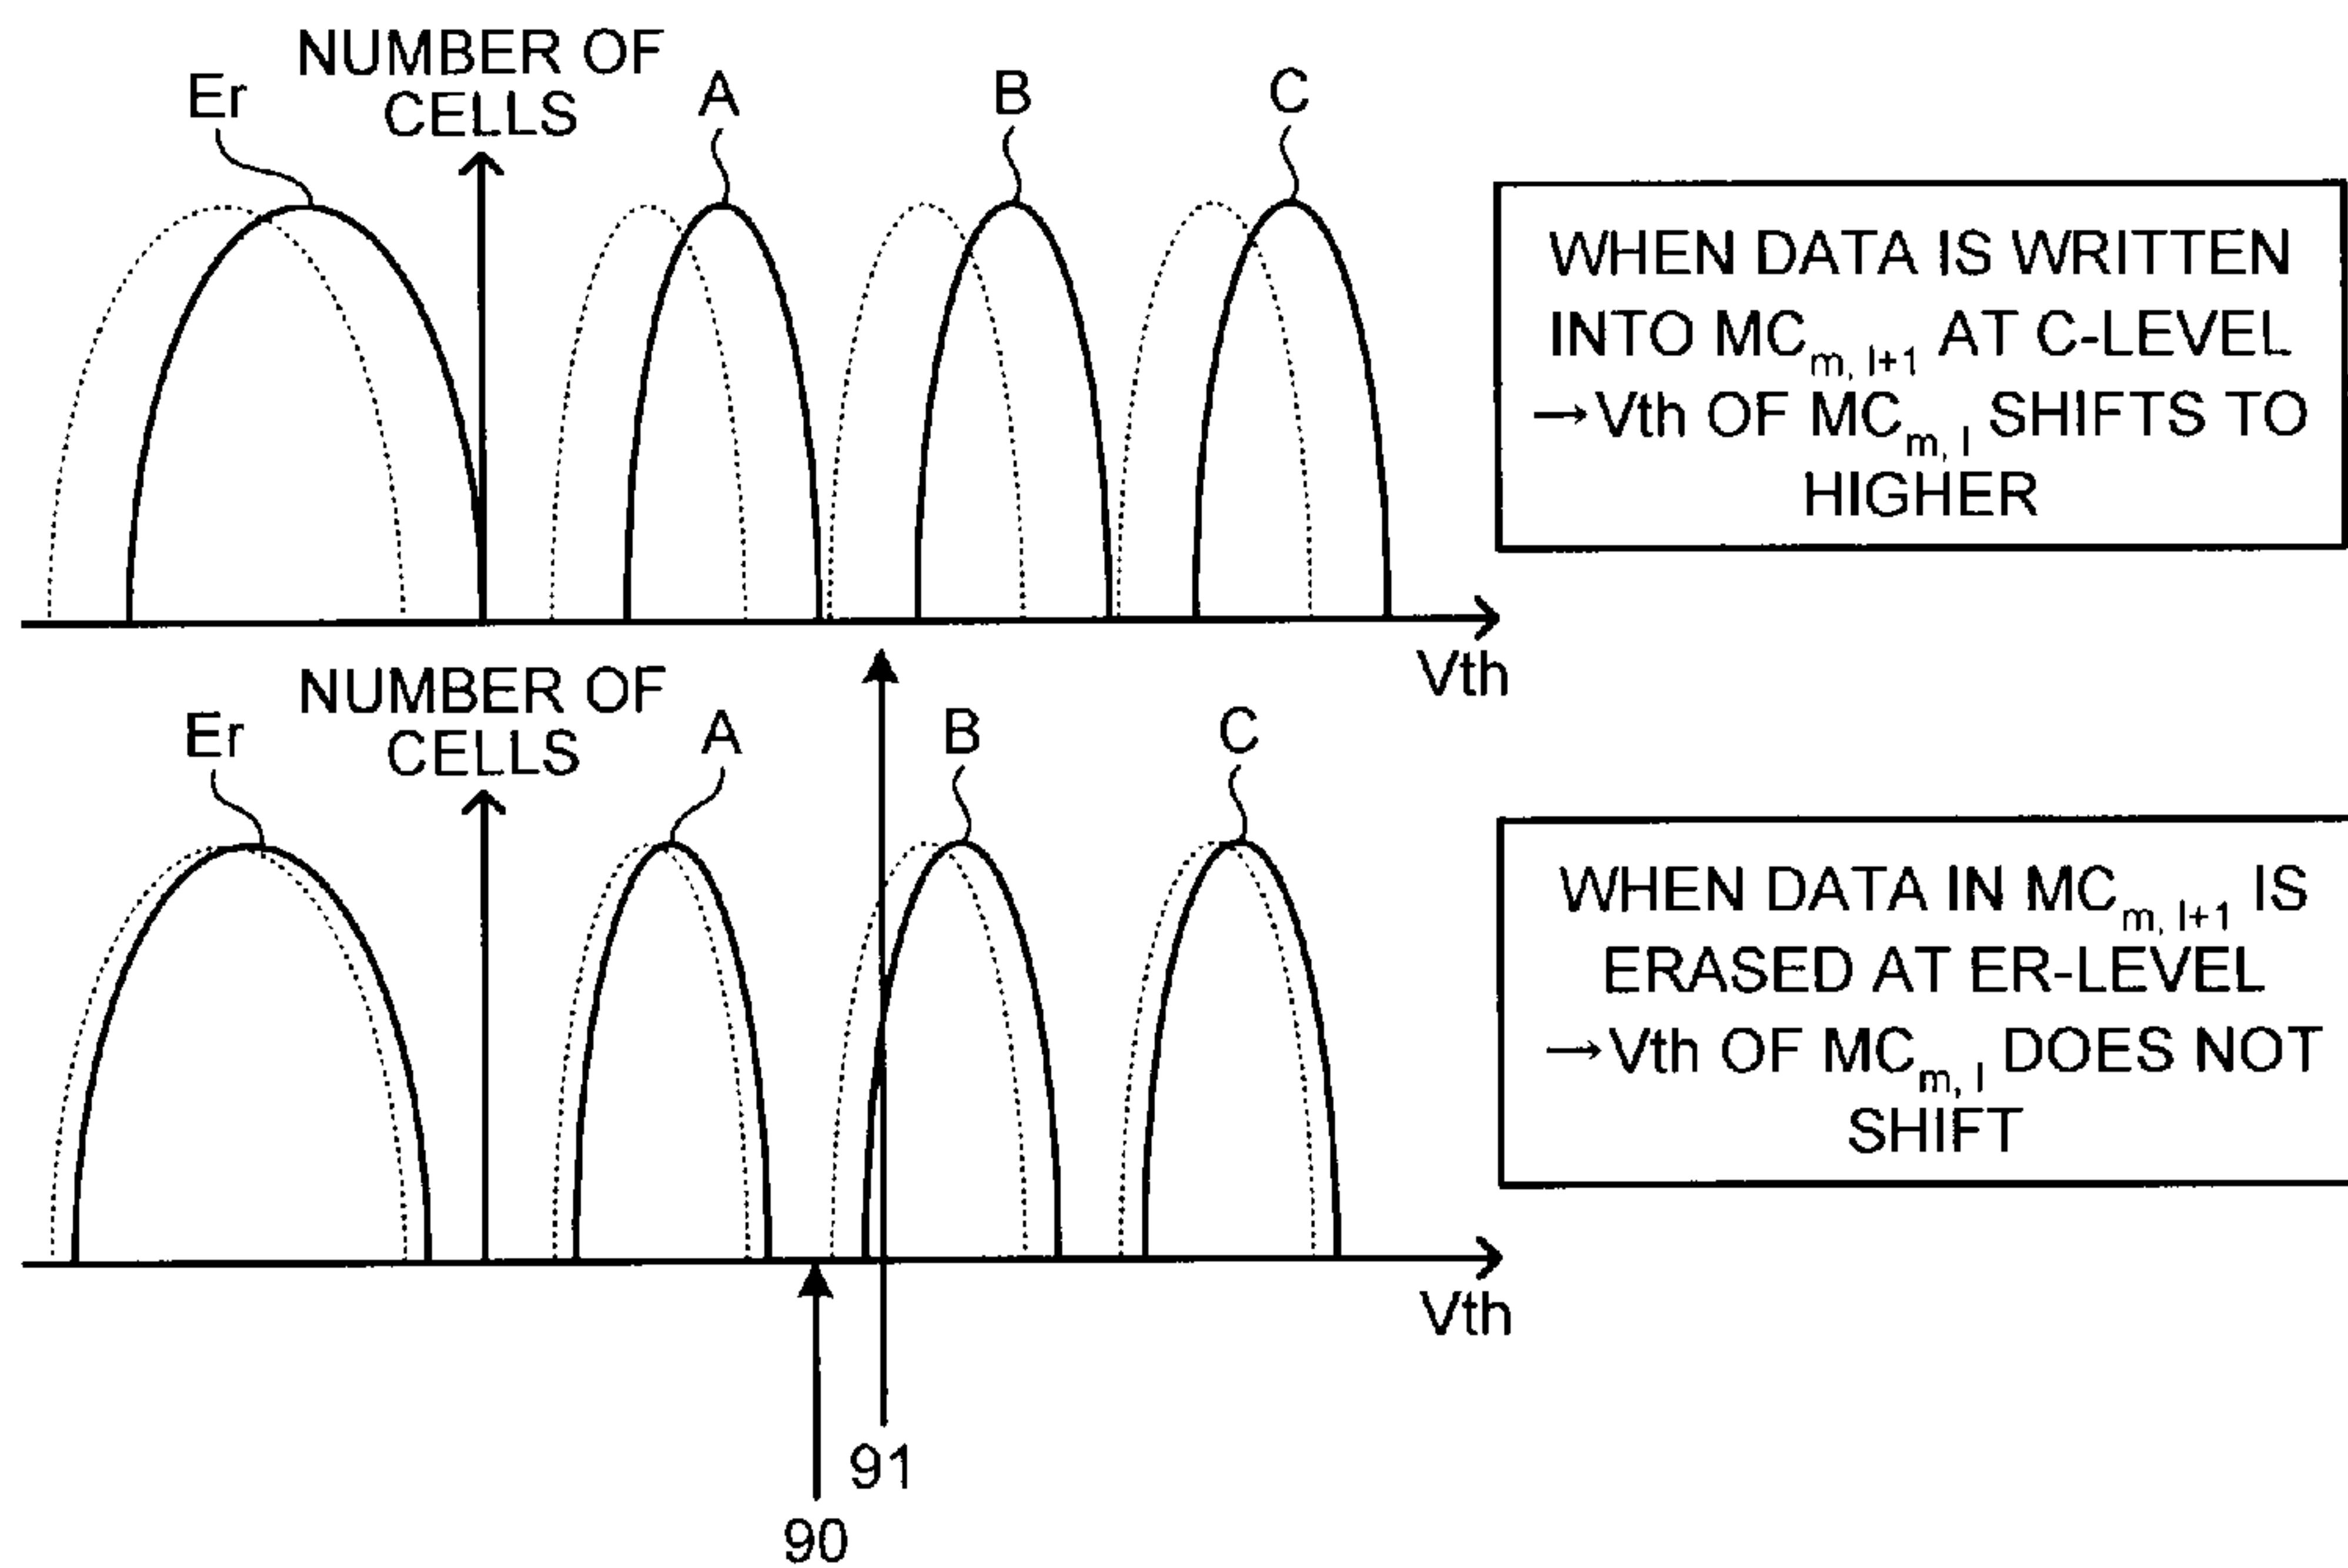 NUMBER OF
CELLS
Er
A
B
C
WHEN DATA IS WRITTEN
INTO MCm, l+1 AT C-LEVEL
→Vth OF MCm, l SHIFTS TO
HIGHER
Vth
NUMBER OF
CELLS
Er
A
B
C
WHEN DATA IN MCm, l+1 IS
ERASED AT ER-LEVEL
→Vth OF MCm, l DOES NOT
SHIFT
Vth
91
90